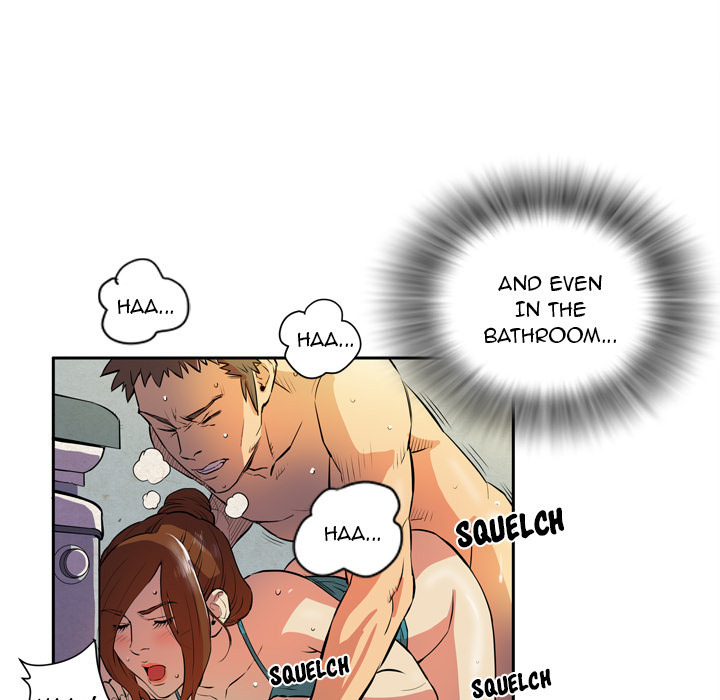 AND EVEN
IN THE
BATHROOM...
HAA...
HAA...
HAA...
SQUELCH
SQUELCH
SQUELCH